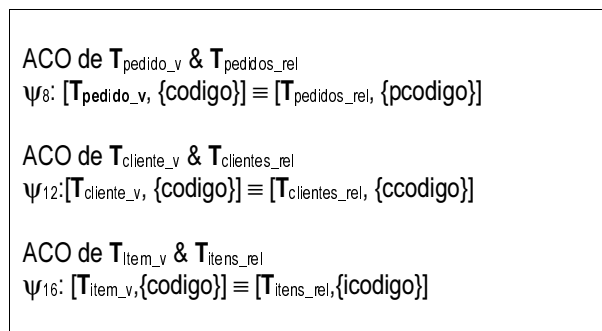 ACO de Tpedido_v & Tpedidos_rel
ψ8: [Tpedido_v, {codigo}] ≡ [Tpedidos_rel, {pcodigo}]
ACO de Tcliente_v & Tclientes_rel
ψ12:[Tcliente_v, {codigo}] ≡ [Tclientes_rel, {ccodigo}]
ACO de TItem_v & Titens_rel
ψ16: [Titem_v,{codigo}] ≡ [Titens_rel,{icodigo}]